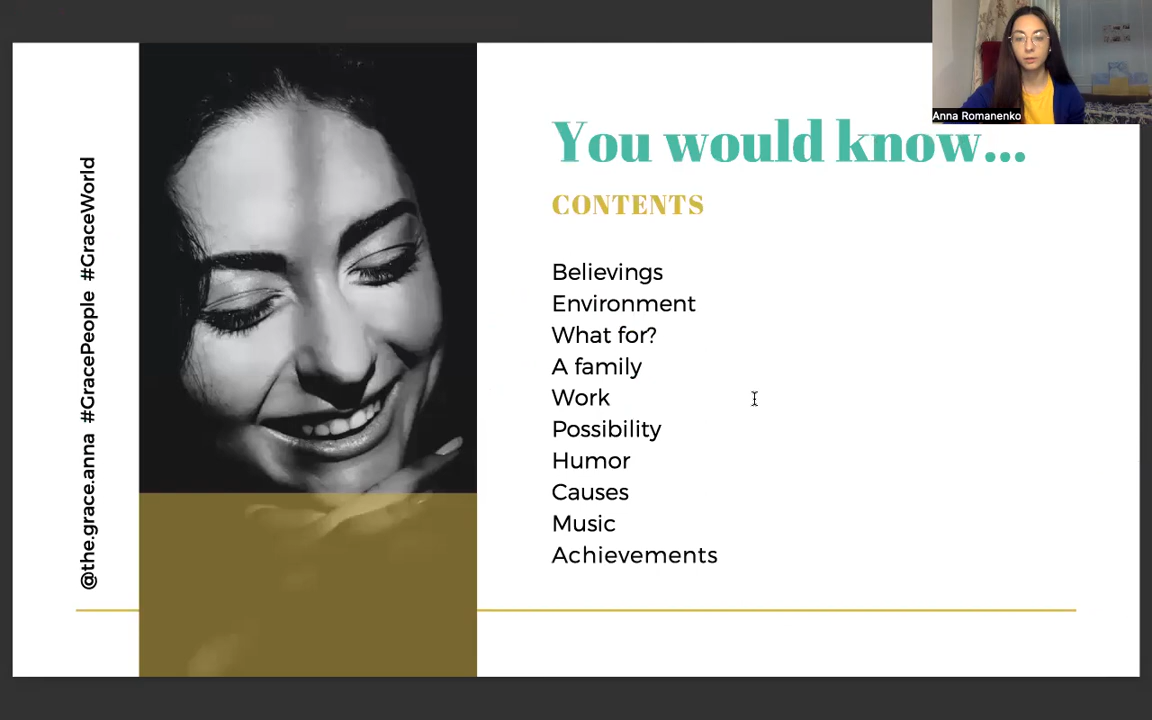 Anna Romanenko
You would know...
CONTENTS
Believings
Environment
What for?
A family
Work
Possibility
Humor
Causes
Music
Achievements
@the.grace.anna #GracePeople #GraceWorld